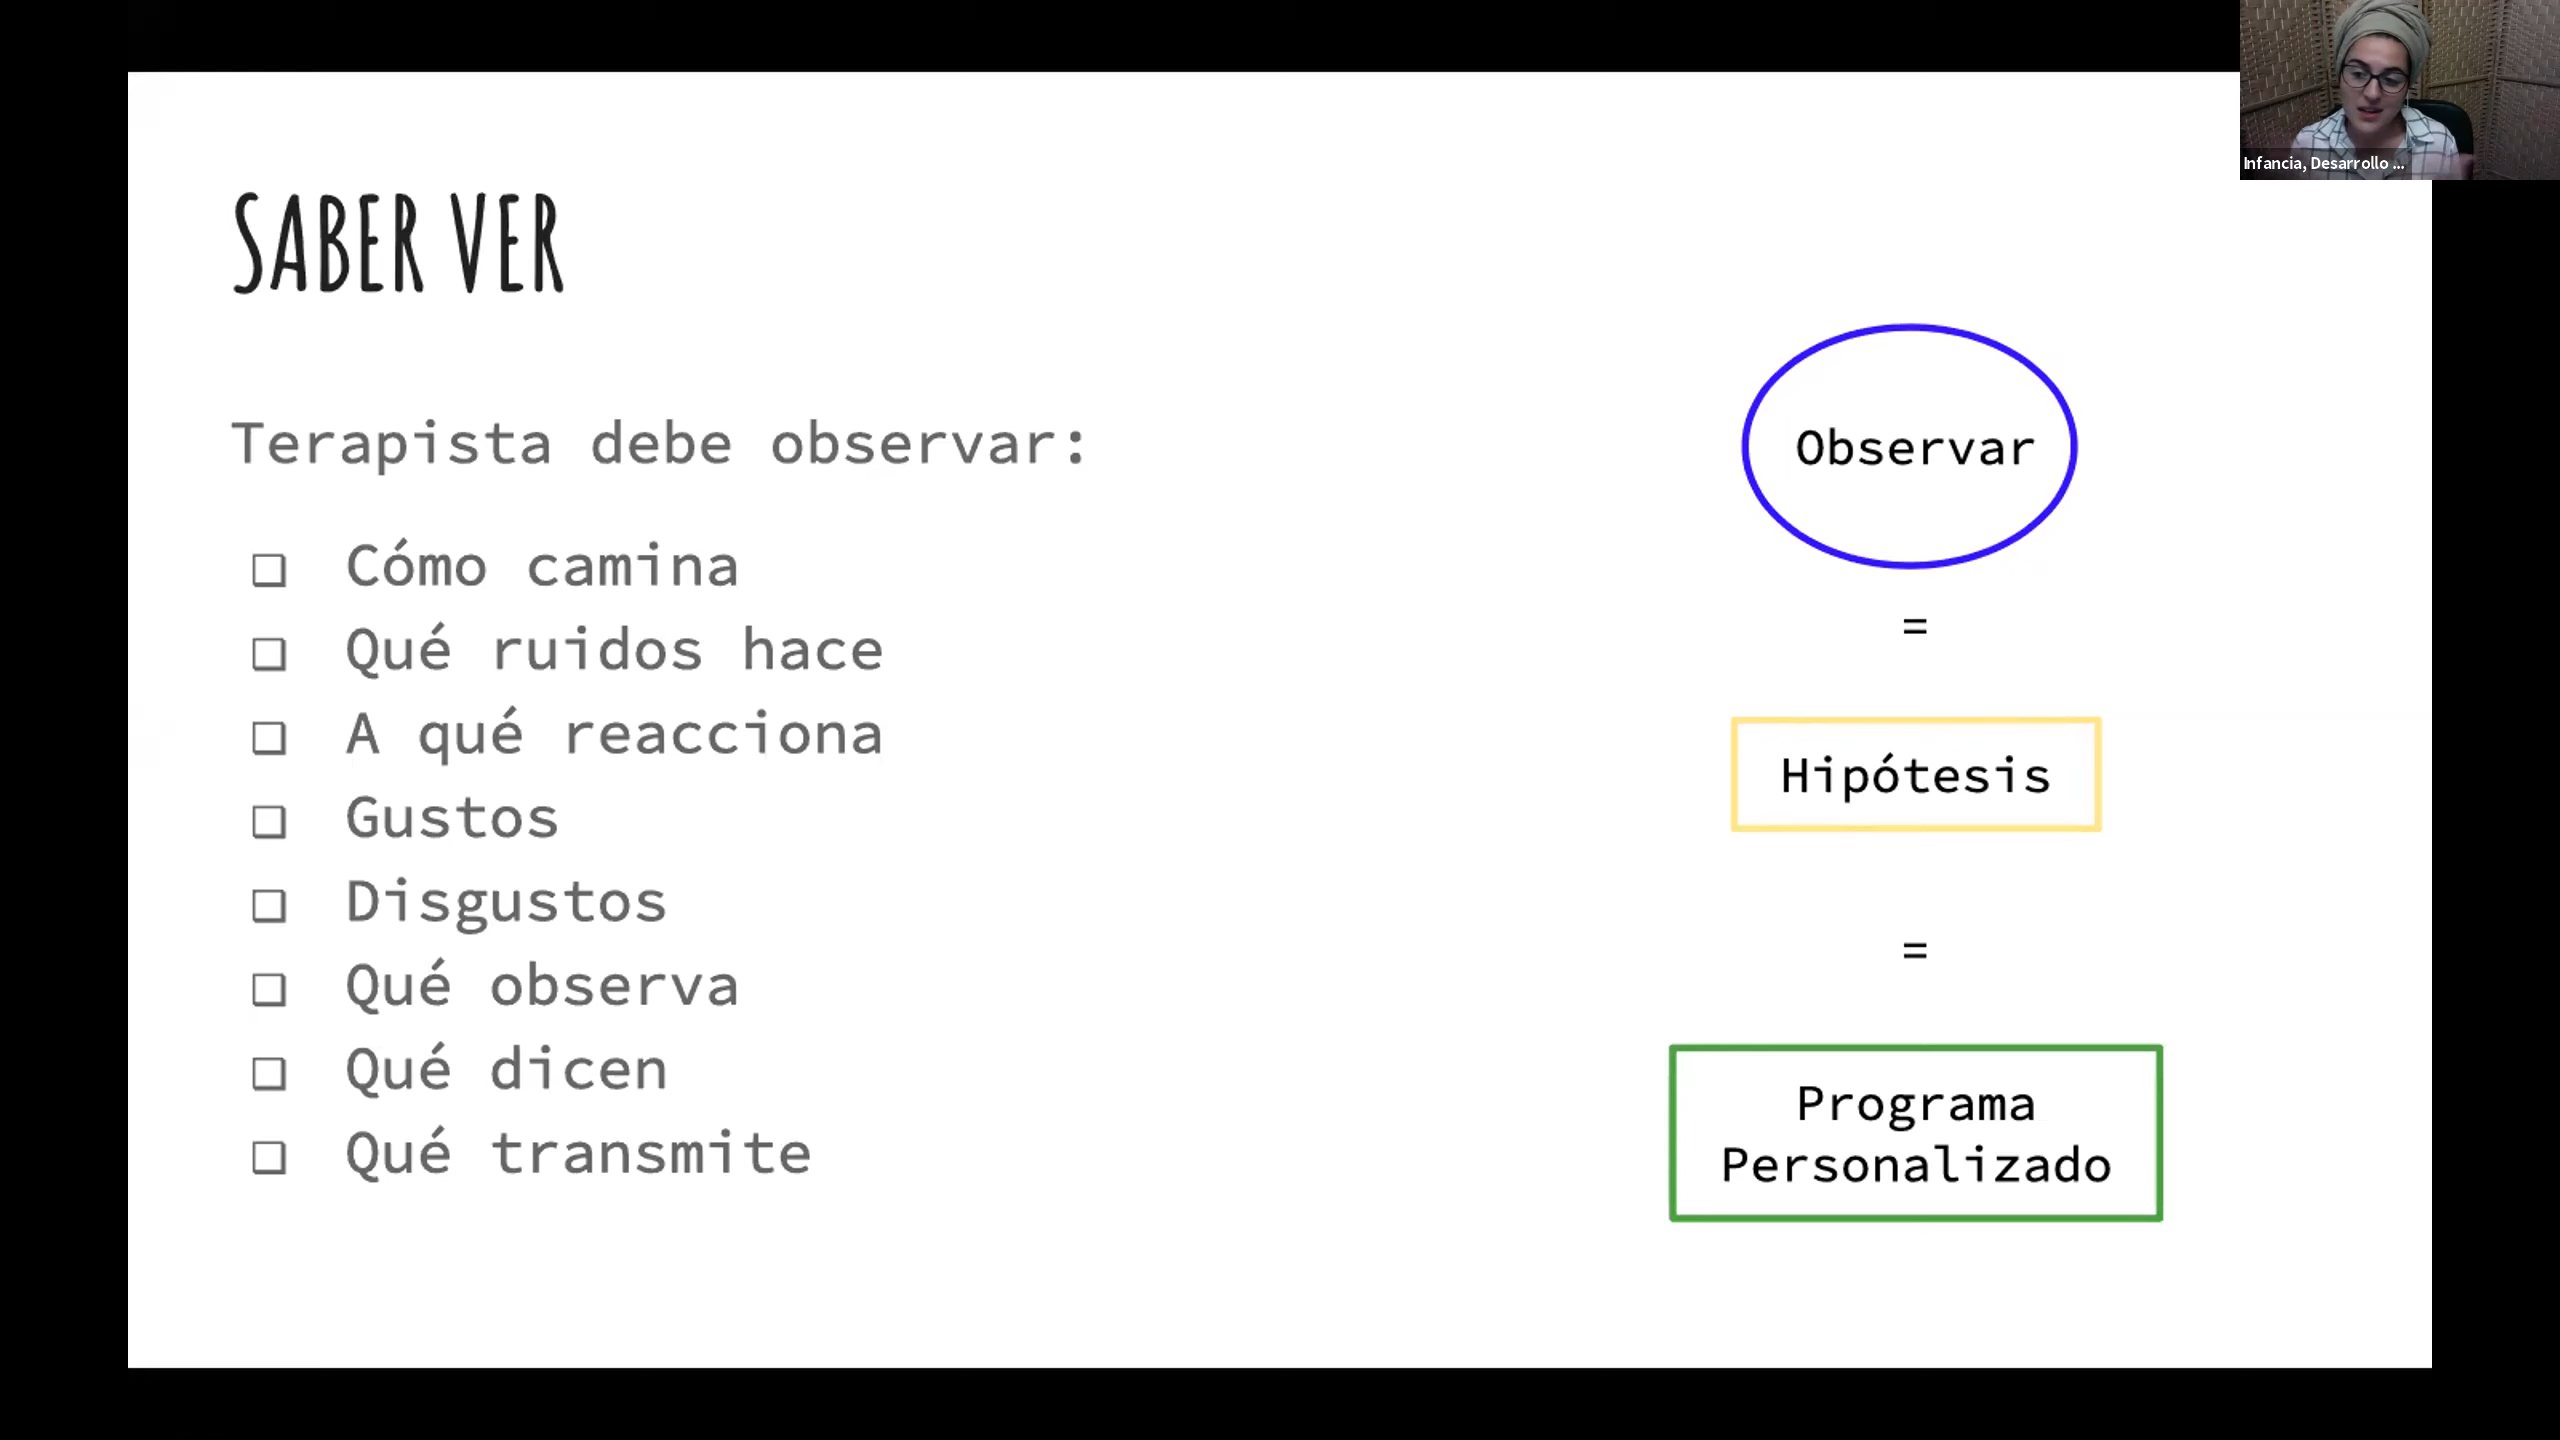 Infancia, Desarrollo ...
SABER VER
Terapista debe observar:
❏ Cómo camina
❏ Qué ruidos hace
❏ A qué reacciona
❏ Gustos
❏ Disgustos
❏ Qué observa
❏ Qué dicen
❏ Qué transmite
Observar
=
Hipótesis
=
Programa
Personalizado